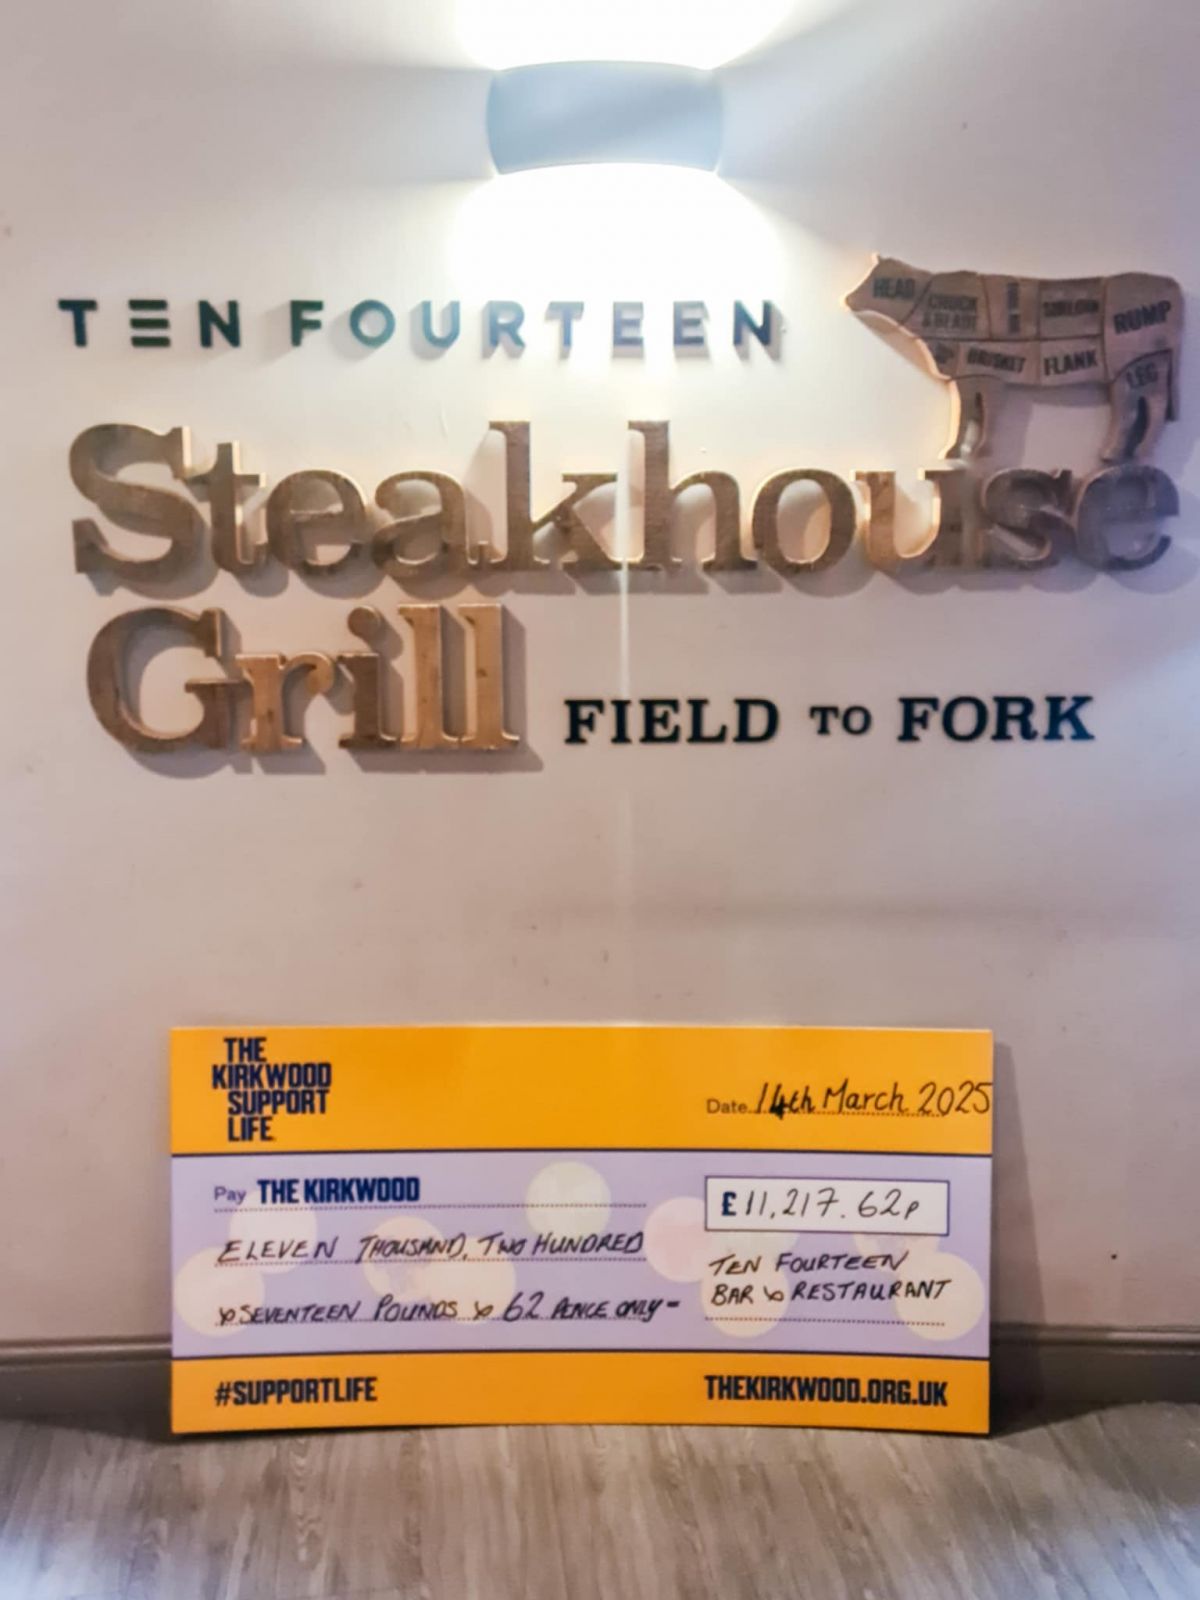 TEN FOURTEEN
HEAD
CHUCK
& BLADE
SIRLOIN
RUMP
BRISKET
FLANK
LEG
Steakhouse
Grill
FIELD TO FORK
THE
KIRKWOOD
SUPPORT
LIFE
Date 14th March 2025
Pay THE KIRKWOOD
£11,217.62p
ELEVEN THOUSAND, TWO HUNDRED
& SEVENTEEN POUNDS & 62 PENCE ONLY-
TEN FOURTEEN
BAR & RESTAURANT
#SUPPORTLIFE
THEKIRKWOOD.ORG.UK